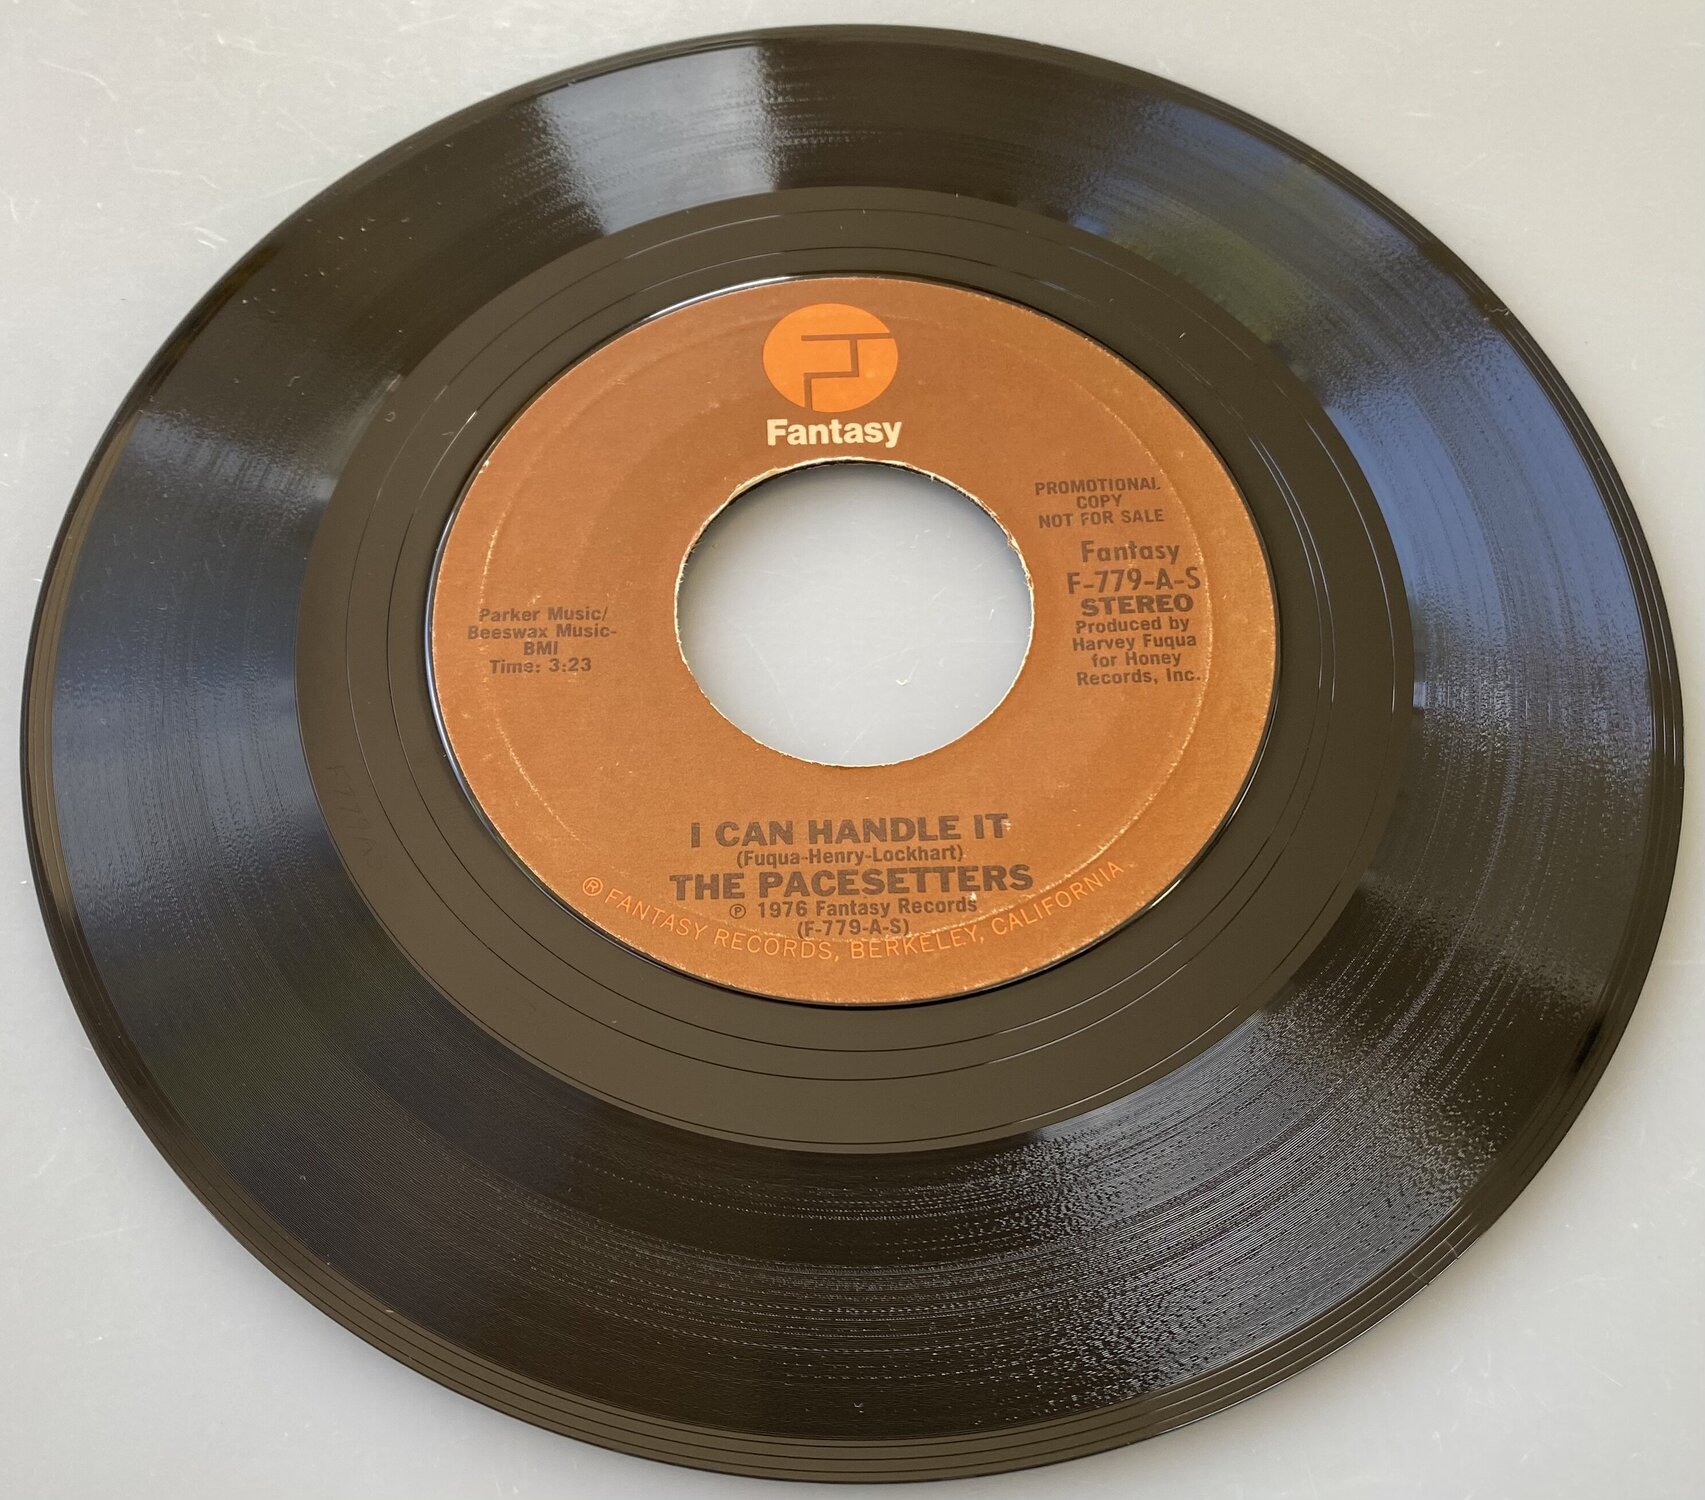 Fantasy
PROMOTIONAL
COPY
NOT FOR SALE
Fantasy
F-779-A-S
STEREO
Produced by
Harvey Fuqua
for Honey
Records, Inc.
Parker Music/
Beeswax Music-
BMI
Time: 3:23
I CAN HANDLE IT
(Fuqua-Henry-Lockhart)
THE PACESETTERS
℗ 1976 Fantasy Records
(F-779-A-S)
® FANTASY RECORDS, BERKELEY, CALIFORNIA